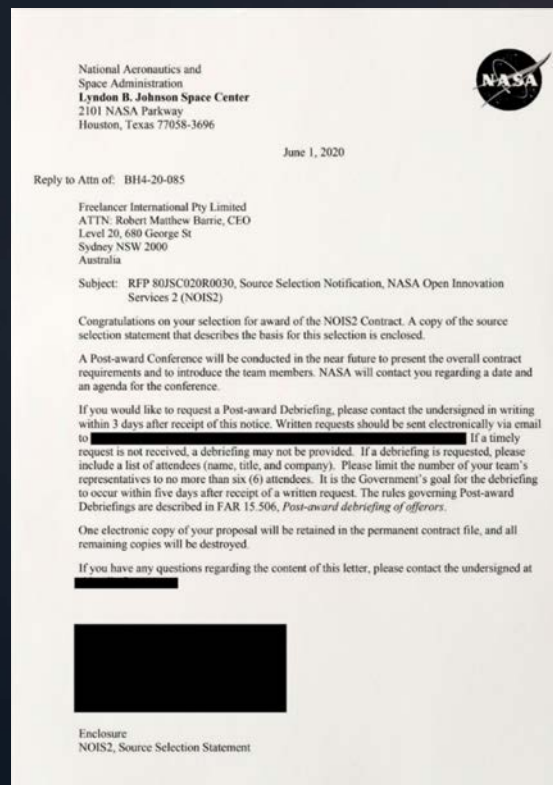 National Aeronautics and
Space Administration
Lyndon B. Johnson Space Center
2101 NASA Parkway
Houston, Texas 77058-3696
NASA
June 1, 2020
Reply to Attn of: BH4-20-085
Freelancer International Pty Limited
ATTN: Robert Matthew Barrie, CEO
Level 20, 680 George St
Sydney NSW 2000
Australia
Subject: RFP 80JSC020R0030, Source Selection Notification, NASA Open Innovation
Services 2 (NOIS2)
Congratulations on your selection for award of the NOIS2 Contract. A copy of the source
selection statement that describes the basis for this selection is enclosed.
A Post-award Conference will be conducted in the near future to present the overall contract
requirements and to introduce the team members. NASA will contact you regarding a date and
an agenda for the conference.
If you would like to request a Post-award Debriefing, please contact the undersigned in writing
within 3 days after receipt of this notice. Written requests should be sent electronically via email
to If a timely
request is not received, a debriefing may not be provided. If a debriefing is requested, please
include a list of attendees (name, title, and company). Please limit the number of your team's
representatives to no more than six (6) attendees. It is the Government's goal for the debriefing
to occur within five days after receipt of a written request. The rules governing Post-award
Debriefings are described in FAR 15.506, Post-award debriefing of offerors.
One electronic copy of your proposal will be retained in the permanent contract file, and all
remaining copies will be destroyed.
If you have any questions regarding the content of this letter, please contact the undersigned at
Enclosure
NOIS2, Source Selection Statement